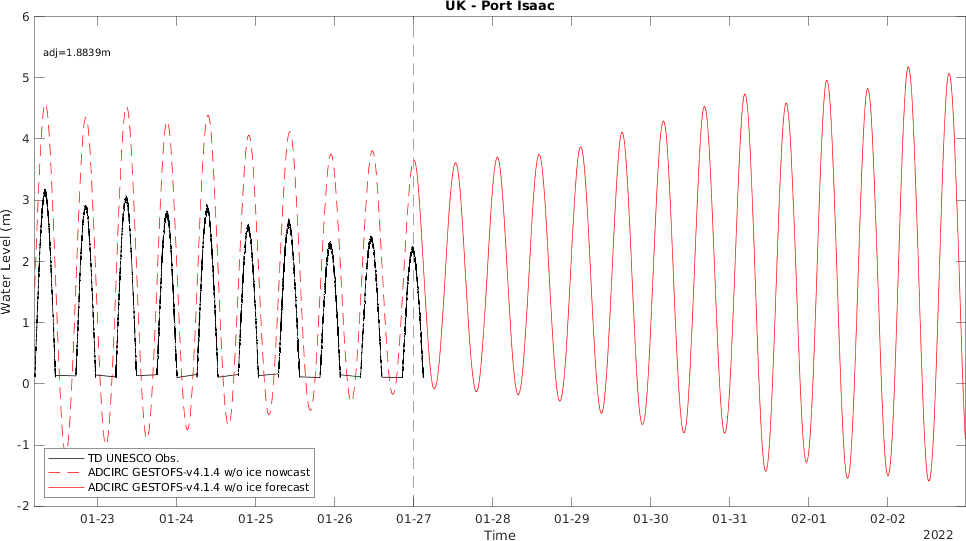 UK - Port Isaac
adj=1.8839m
Water Level (m)
6
5
4
3
2
1
0
-1
-2
TD UNESCO Obs.
ADCIRC GESTOFS-v4.1.4 w/o ice nowcast
ADCIRC GESTOFS-v4.1.4 w/o ice forecast
01-23 01-24 01-25 01-26 01-27 01-28 01-29 01-30 01-31 02-01 02-02
Time
2022